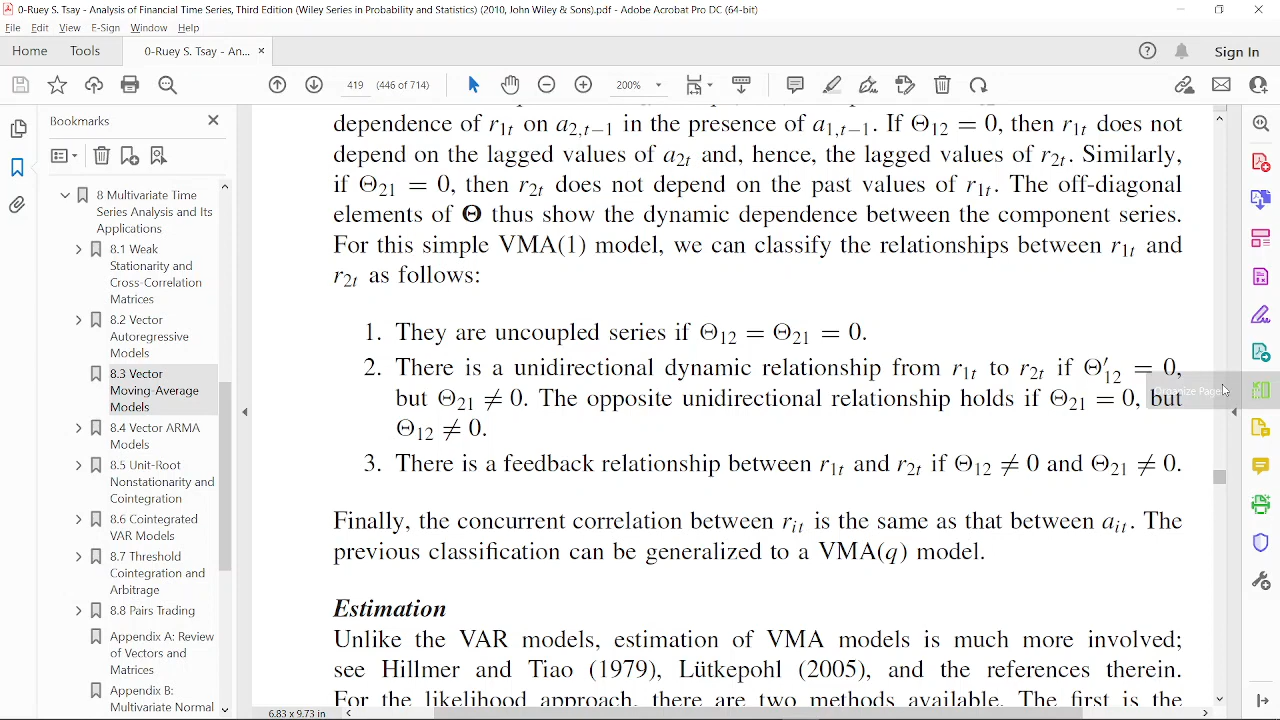 0-Ruey S. Tsay - Analysis of Financial Time Series, Third Edition (Wiley Series in Probability and Statistics) (2010, John Wiley & Sons).pdf - Adobe Acrobat Pro DC (64-bit)
File Edit View E-Sign Window Help
Home Tools 0-Ruey S. Tsay - An... × Sign In
419 (446 of 714) 200%
Bookmarks
8 Multivariate Time
Series Analysis and Its
Applications
8.1 Weak
Stationarity and
Cross-Correlation
Matrices
8.2 Vector
Autoregressive
Models
8.3 Vector
Moving-Average
Models
8.4 Vector ARMA
Models
8.5 Unit-Root
Nonstationarity and
Cointegration
8.6 Cointegrated
VAR Models
8.7 Threshold
Cointegration and
Arbitrage
8.8 Pairs Trading
Appendix A: Review
of Vectors and
Matrices
Appendix B:
Multivariate Normal
dependence of r1t on a2,t−1 in the presence of a1,t−1. If Θ12 = 0, then r1t does not
depend on the lagged values of a2t and, hence, the lagged values of r2t. Similarly,
if Θ21 = 0, then r2t does not depend on the past values of r1t. The off-diagonal
elements of Θ thus show the dynamic dependence between the component series.
For this simple VMA(1) model, we can classify the relationships between r1t and
r2t as follows:
1. They are uncoupled series if Θ12 = Θ21 = 0.
2. There is a unidirectional dynamic relationship from r1t to r2t if Θ′12 = 0,
but Θ21 ≠ 0. The opposite unidirectional relationship holds if Θ21 = 0, but
Θ12 ≠ 0.
3. There is a feedback relationship between r1t and r2t if Θ12 ≠ 0 and Θ21 ≠ 0.
Finally, the concurrent correlation between rit is the same as that between ait. The
previous classification can be generalized to a VMA(q) model.
Estimation
Unlike the VAR models, estimation of VMA models is much more involved;
see Hillmer and Tiao (1979), Lütkepohl (2005), and the references therein.
For the likelihood approach, there are two methods available. The first is the
Organize Pages
6.83 x 9.73 in